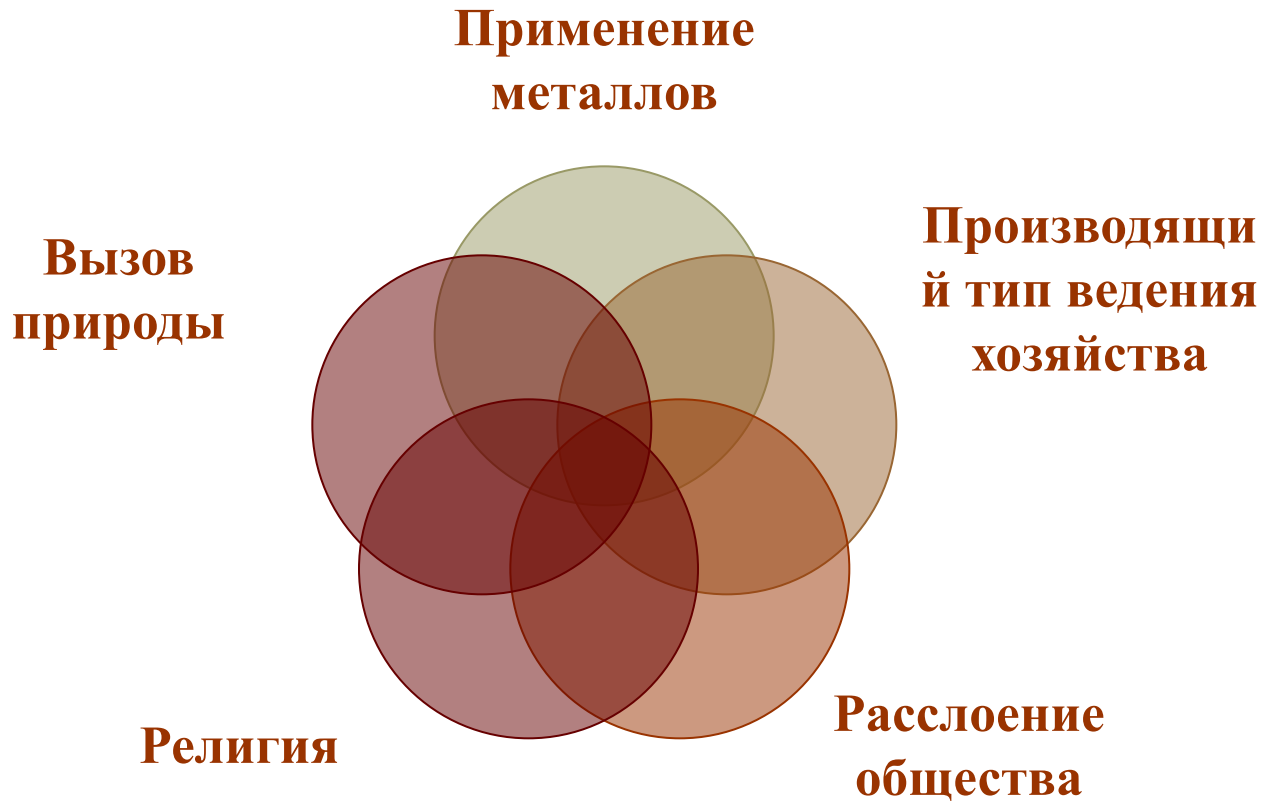 Применение
металлов
Производящи
й тип ведения
хозяйства
Вызов
природы
Расслоение
общества
Религия